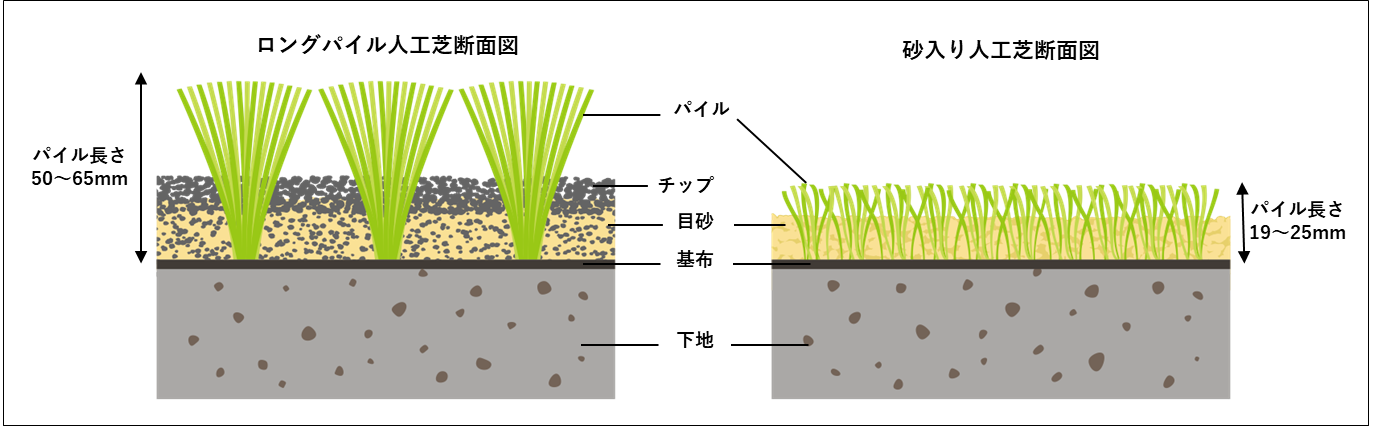 ロングパイル人工芝断面図
砂入り人工芝断面図
パイル
パイル長さ
50～65mm
チップ
目砂
基布
下地
パイル長さ
19～25mm